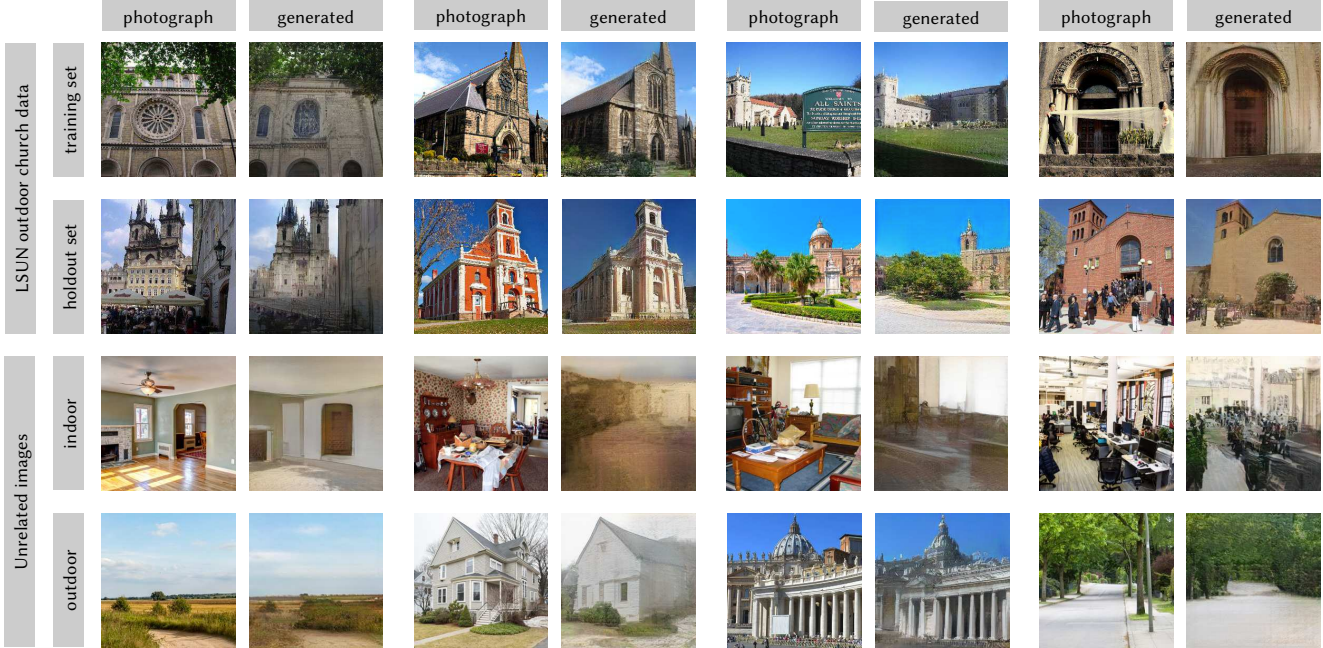 photograph generated photograph generated photograph generated photograph generated
LSUN outdoor church data
training set
ALL SAINTS
holdout set
Unrelated images
indoor
outdoor